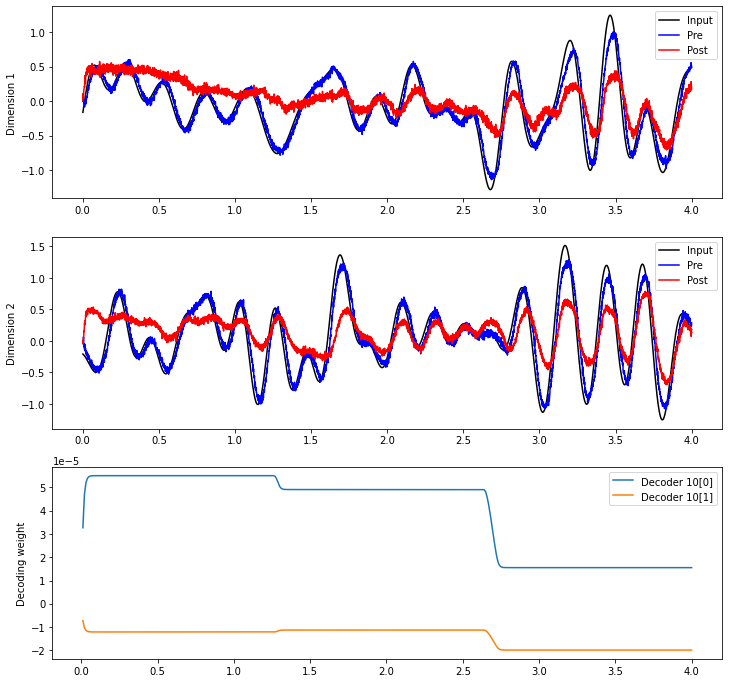 Dimension 1
1.0
0.5
0.0
−0.5
−1.0
Input
Pre
Post
0.0 0.5 1.0 1.5 2.0 2.5 3.0 3.5 4.0
Dimension 2
1.5
1.0
0.5
0.0
−0.5
−1.0
Input
Pre
Post
0.0 0.5 1.0 1.5 2.0 2.5 3.0 3.5 4.0
1e−5
Decoding weight
5
4
3
2
1
0
−1
−2
Decoder 10[0]
Decoder 10[1]
0.0 0.5 1.0 1.5 2.0 2.5 3.0 3.5 4.0